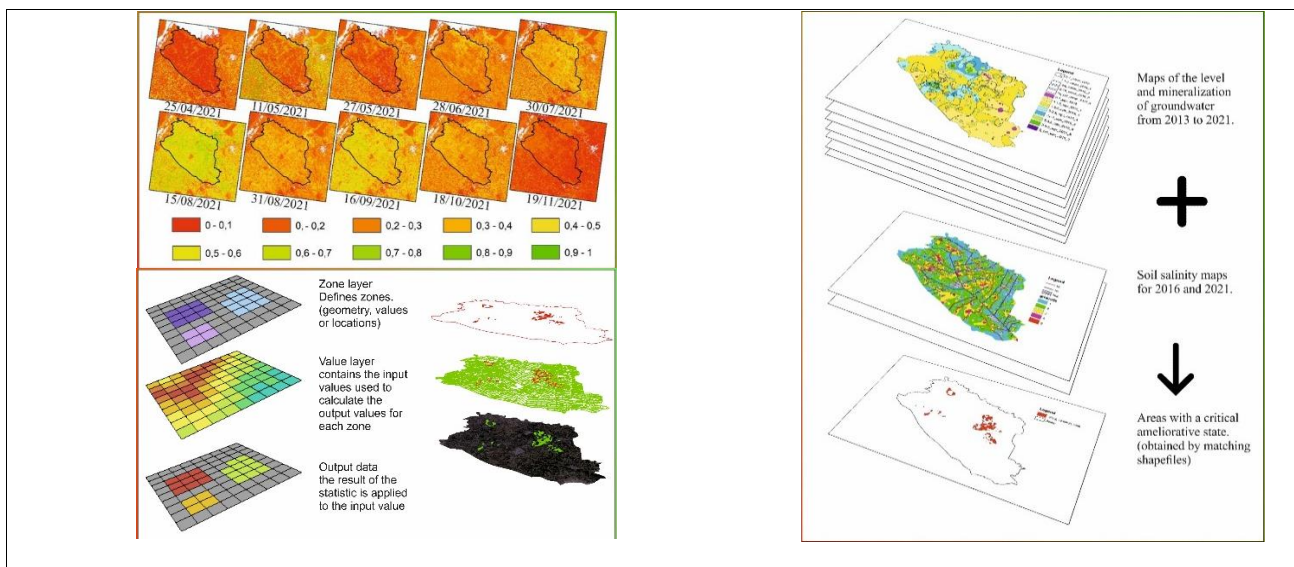 25/04/2021
11/05/2021
27/05/2021
28/06/2021
30/07/2021
15/08/2021
31/08/2021
16/09/2021
18/10/2021
19/11/2021
0 - 0,1
0,- 0,2
0,2 - 0,3
0,3 - 0,4
0,4 - 0,5
0,5 - 0,6
0,6 - 0,7
0,7 - 0,8
0,8 - 0,9
0,9 - 1
Zone layer
Defines zones.
(geometry, values
or locations)
Value layer
contains the input
values used to
calculate the
output values for
each zone
Output data
the result of the
statistic is applied
to the input value
Legend
Maps of the level
and mineralization
of groundwater
from 2013 to 2021.
Legend
Soil salinity maps
for 2016 and 2021.
Legend
Areas with a critical
ameliorative state.
(obtained by matching
shapefiles)